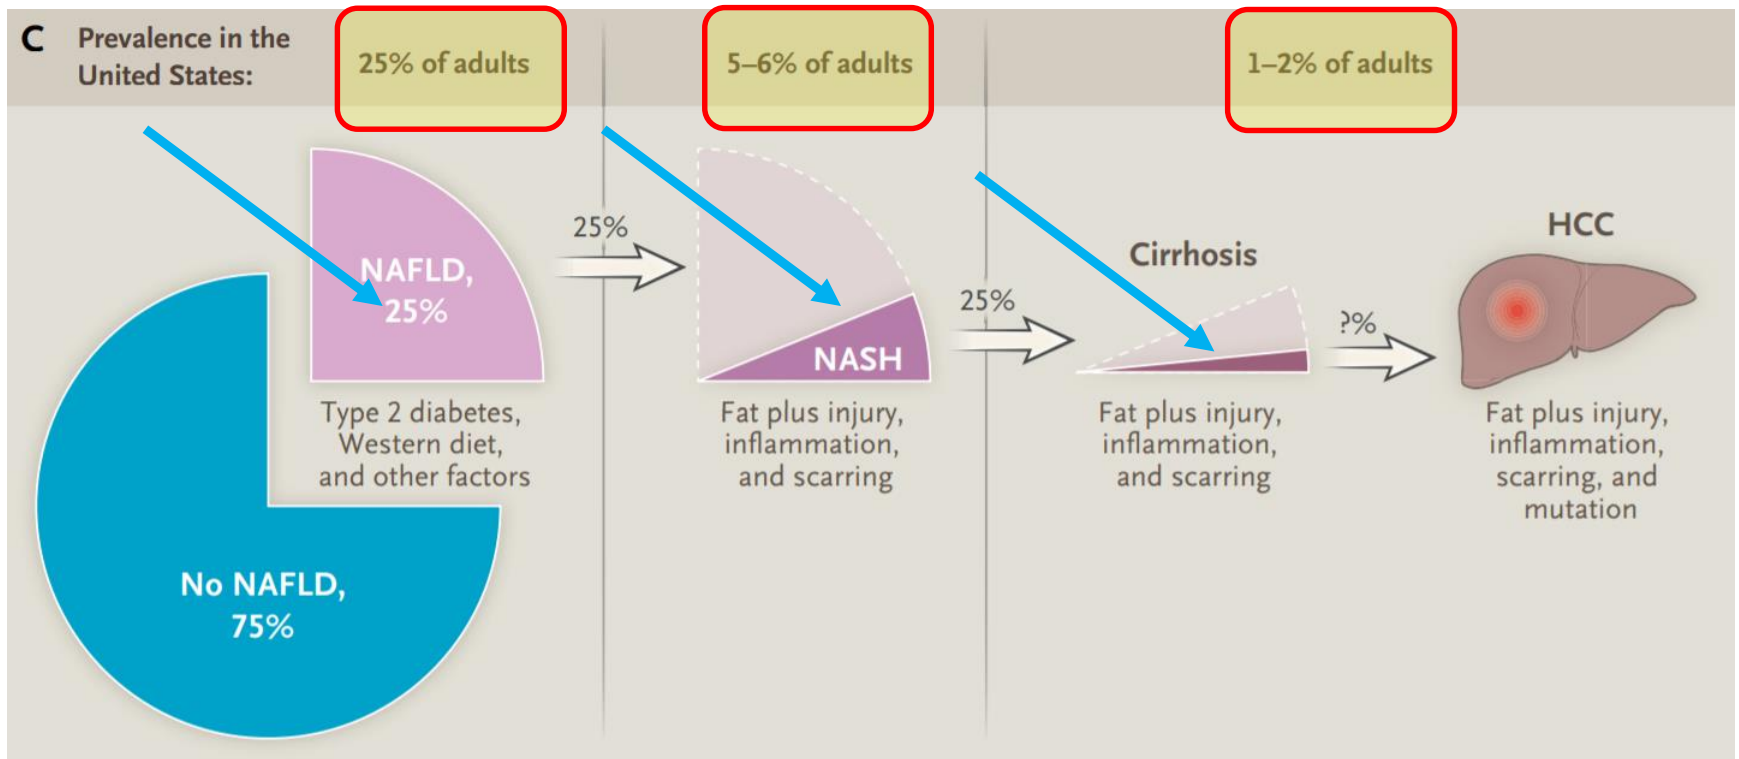 C
Prevalence in the
United States:
25% of adults
5–6% of adults
1–2% of adults
NAFLD,
25%
No NAFLD,
75%
Type 2 diabetes,
Western diet,
and other factors
25%
NASH
Fat plus injury,
inflammation,
and scarring
25%
Cirrhosis
Fat plus injury,
inflammation,
and scarring
?%
HCC
Fat plus injury,
inflammation,
scarring, and
mutation